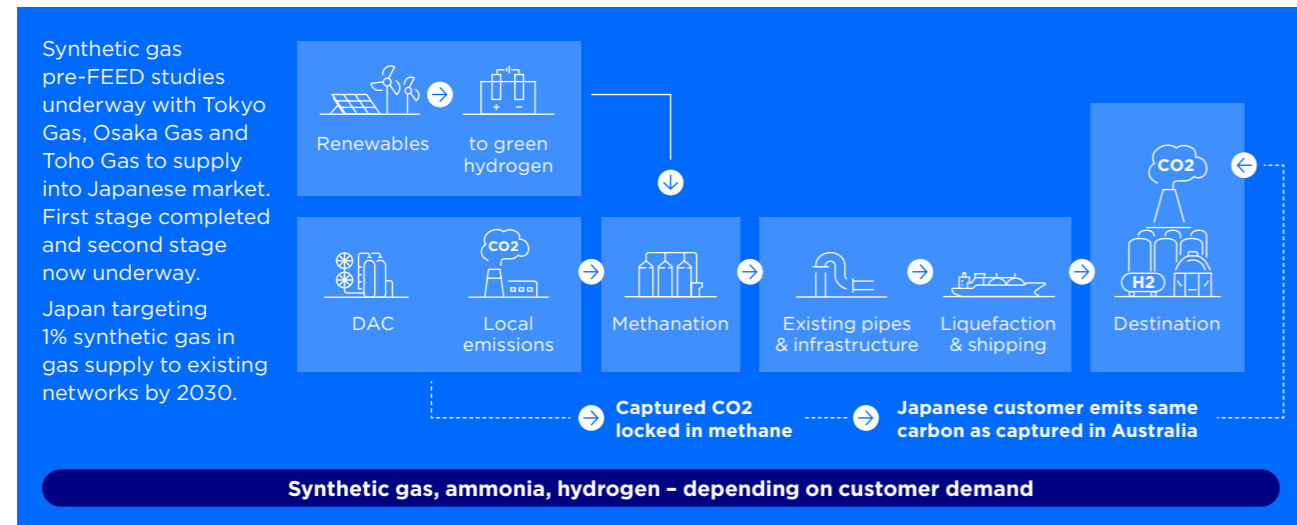 Synthetic gas
pre-FEED studies
underway with Tokyo
Gas, Osaka Gas and
Toho Gas to supply
into Japanese market.
First stage completed
and second stage
now underway.
Japan targeting
1% synthetic gas in
gas supply to existing
networks by 2030.
Renewables
to green
hydrogen
+ −
CO2
DAC
Local
emissions
Methanation
Existing pipes
& infrastructure
Liquefaction
& shipping
CO2
H2
Destination
Captured CO2
locked in methane
Japanese customer emits same
carbon as captured in Australia
Synthetic gas, ammonia, hydrogen – depending on customer demand